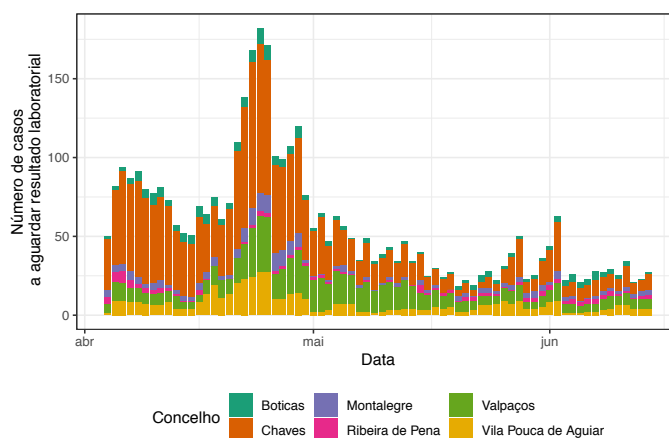 Número de casos
a aguardar resultado laboratorial
150
100
50
0
abr
mai
jun
Data
Concelho
Boticas
Montalegre
Valpaços
Chaves
Ribeira de Pena
Vila Pouca de Aguiar